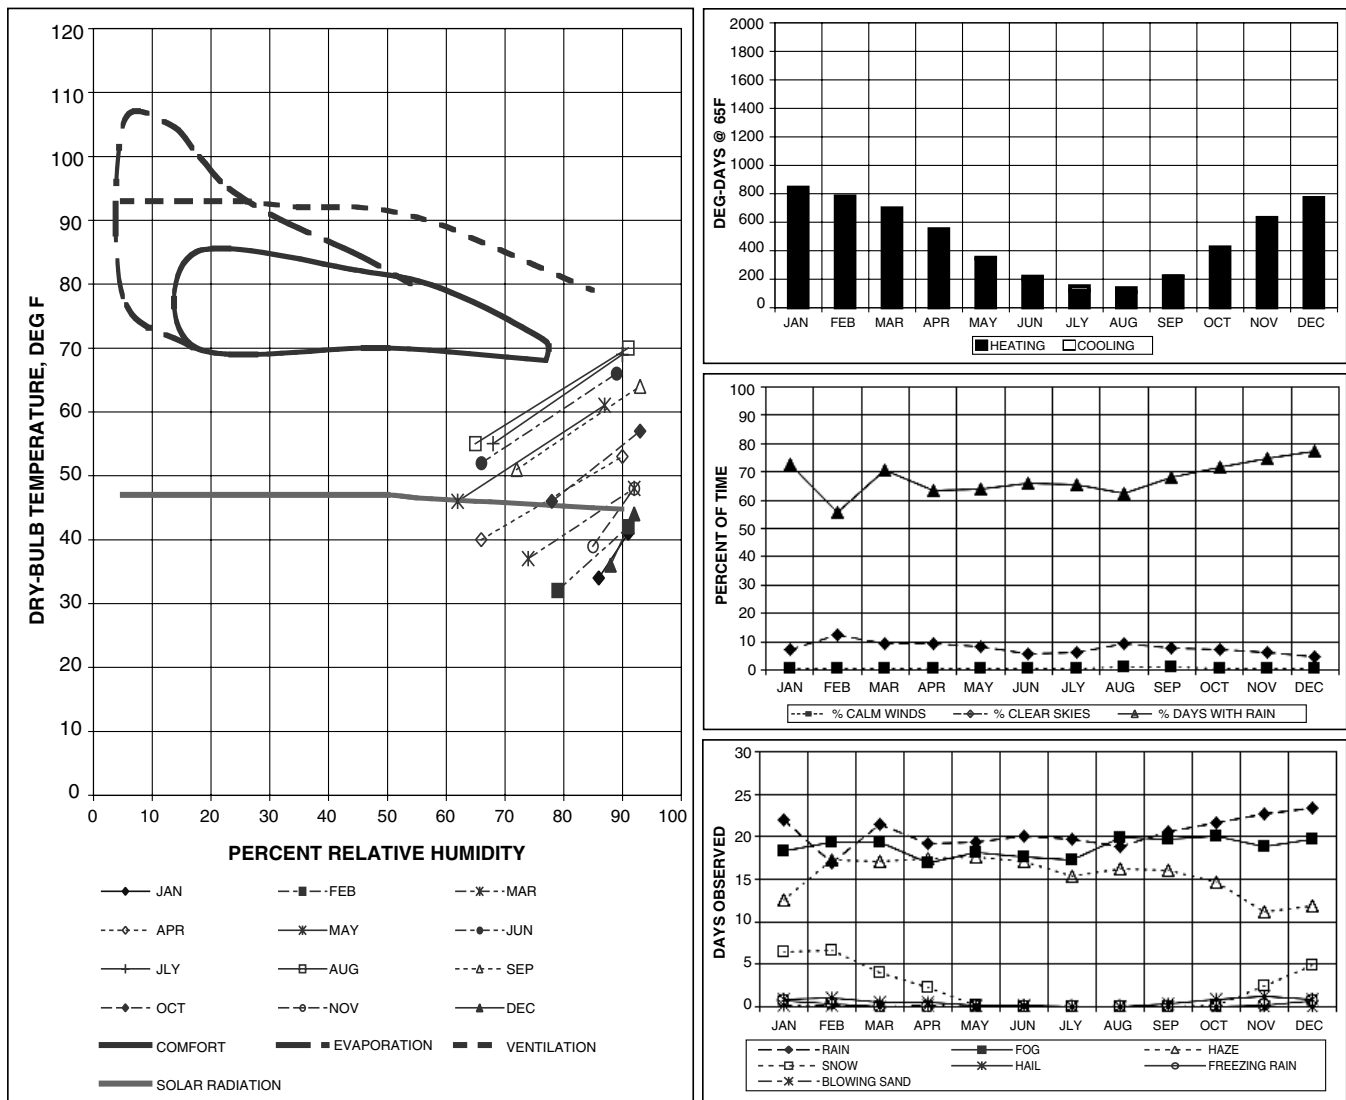 120
110
100
90
80
70
60
50
40
30
20
10
0
DRY-BULB TEMPERATURE, DEG F
0 10 20 30 40 50 60 70 80 90 100
PERCENT RELATIVE HUMIDITY
JAN FEB MAR
APR MAY JUN
JLY AUG SEP
OCT NOV DEC
COMFORT EVAPORATION VENTILATION
SOLAR RADIATION
2000
1800
1600
1400
1200
1000
800
600
400
200
0
DEG-DAYS @ 65F
JAN FEB MAR APR MAY JUN JLY AUG SEP OCT NOV DEC
HEATING COOLING
100
90
80
70
60
50
40
30
20
10
0
PERCENT OF TIME
JAN FEB MAR APR MAY JUN JLY AUG SEP OCT NOV DEC
% CALM WINDS % CLEAR SKIES % DAYS WITH RAIN
30
25
20
15
10
5
0
DAYS OBSERVED
JAN FEB MAR APR MAY JUN JLY AUG SEP OCT NOV DEC
RAIN FOG HAZE
SNOW HAIL FREEZING RAIN
BLOWING SAND